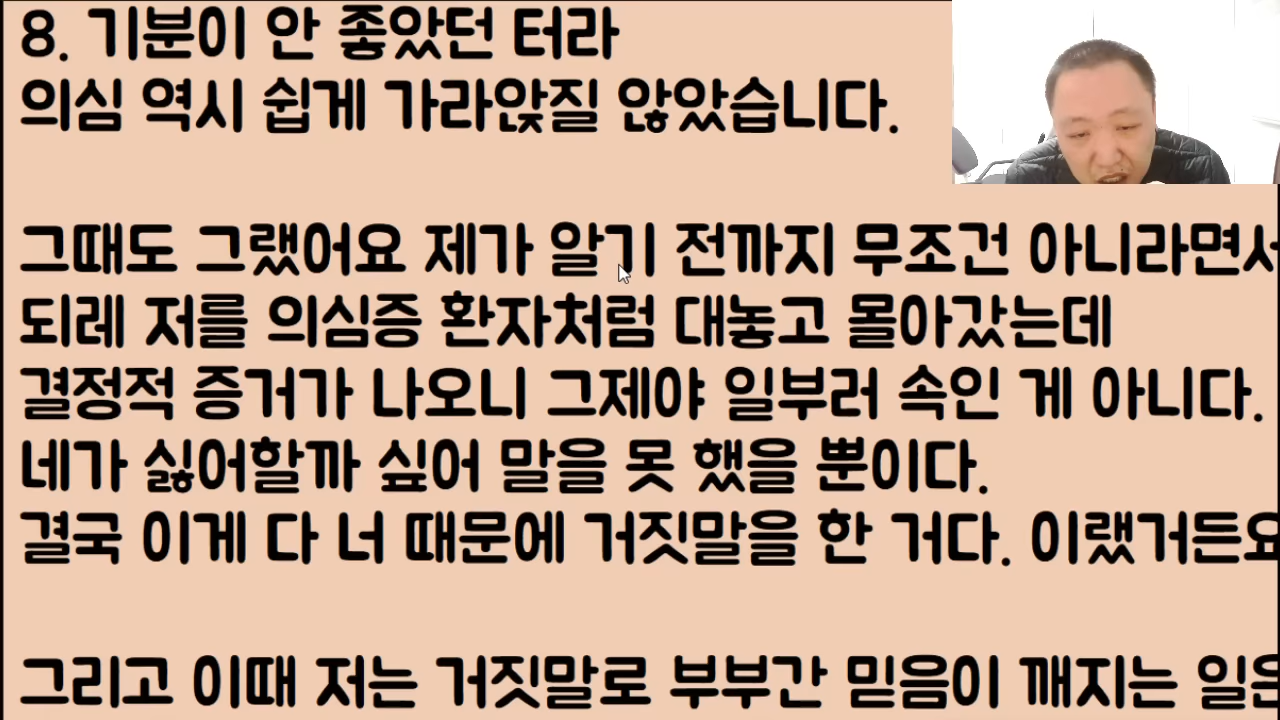 8. 기분이 안 좋았던 터라
의심 역시 쉽게 가라앉질 않았습니다.
그때도 그랬어요 제가 알기 전까지 무조건 아니라면서
되레 저를 의심증 환자처럼 대놓고 몰아갔는데
결정적 증거가 나오니 그제야 일부러 속인 게 아니다.
네가 싫어할까 싶어 말을 못 했을 뿐이다.
결국 이게 다 너 때문에 거짓말을 한 거다. 이랬거든요
그리고 이때 저는 거짓말로 부부간 믿음이 깨지는 일은